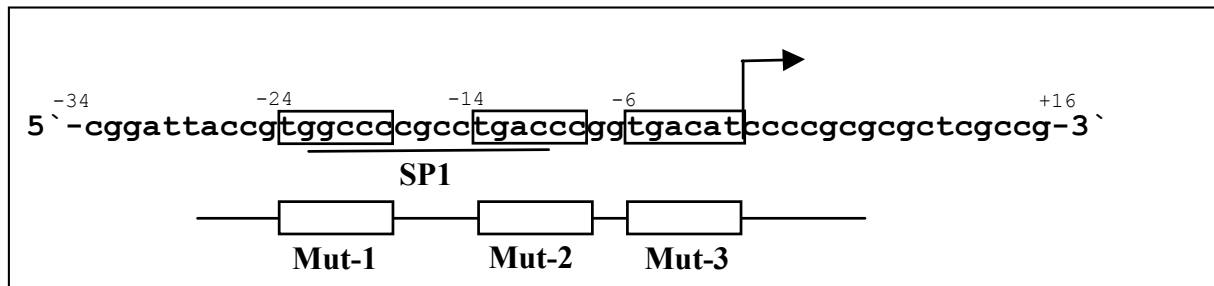 -34 -24 -14 -6 +16
5`-cggattaccgtggccccgcctgacccggtgacatccccgcgcgctcgccg-3`
SP1
Mut-1 Mut-2 Mut-3